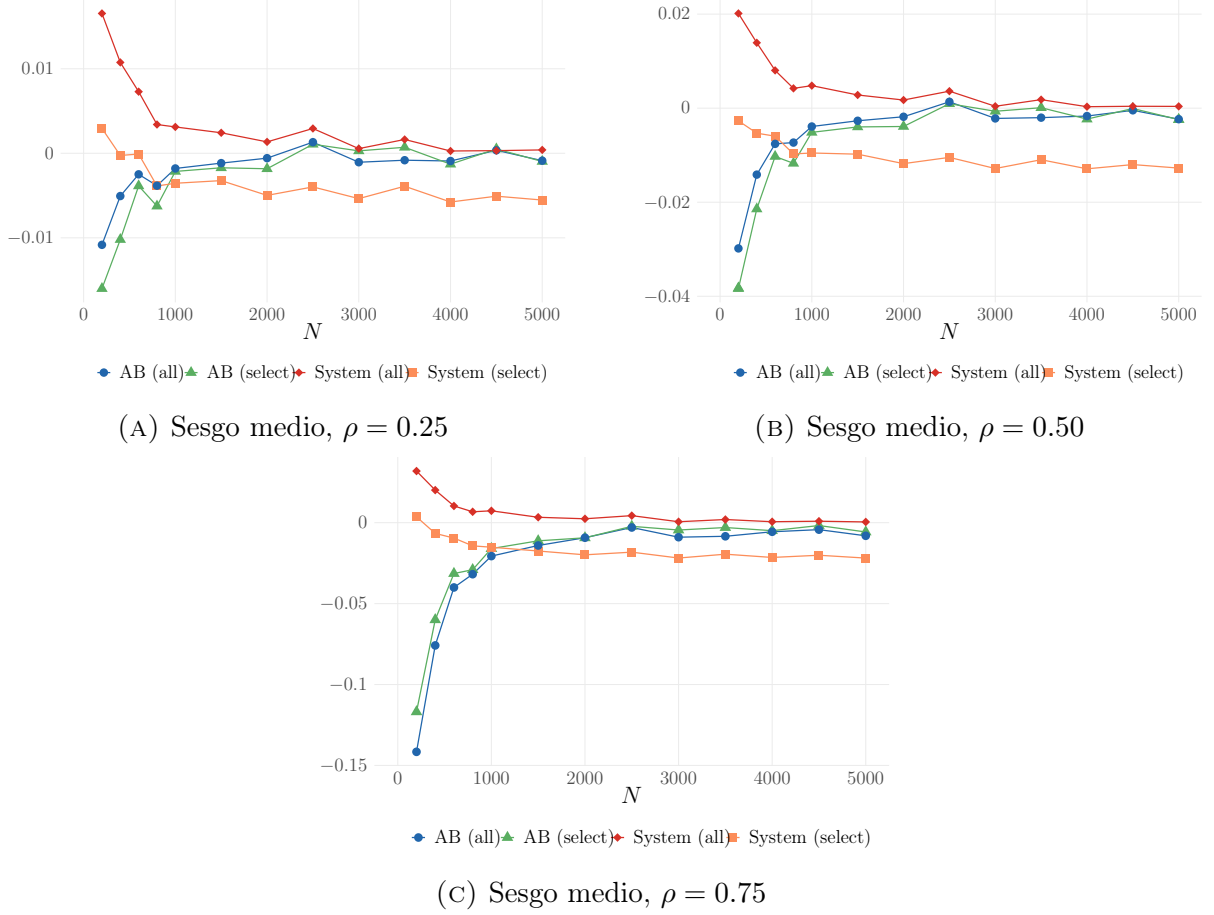 0.01
0
−0.01
0 1000 2000 3000 4000 5000
N
AB (all) AB (select) System (all) System (select)
(A) Sesgo medio, ρ = 0.25
0.02
0
−0.02
−0.04
0 1000 2000 3000 4000 5000
N
AB (all) AB (select) System (all) System (select)
(B) Sesgo medio, ρ = 0.50
0
−0.05
−0.1
−0.15
0 1000 2000 3000 4000 5000
N
AB (all) AB (select) System (all) System (select)
(C) Sesgo medio, ρ = 0.75